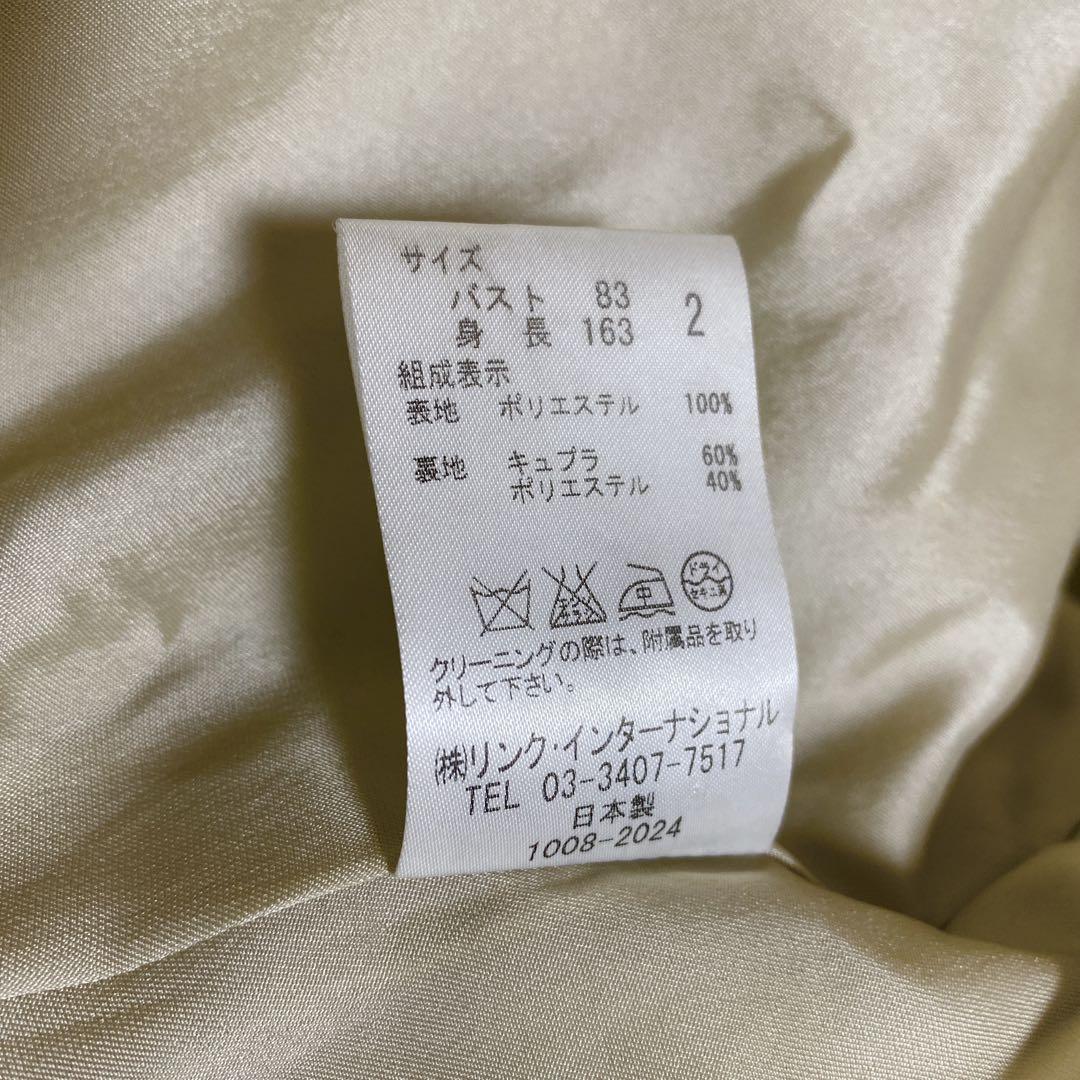 サイズ
バスト 83 2
身 長 163
組成表示
表地 ポリエステル 100%
裏地 キュプラ 60%
ポリエステル 40%
ドライ
セキユ系
クリーニングの際は、附属品を取り
外して下さい。
㈱リンク・インターナショナル
TEL 03-3407-7517
日本製
1008-2024